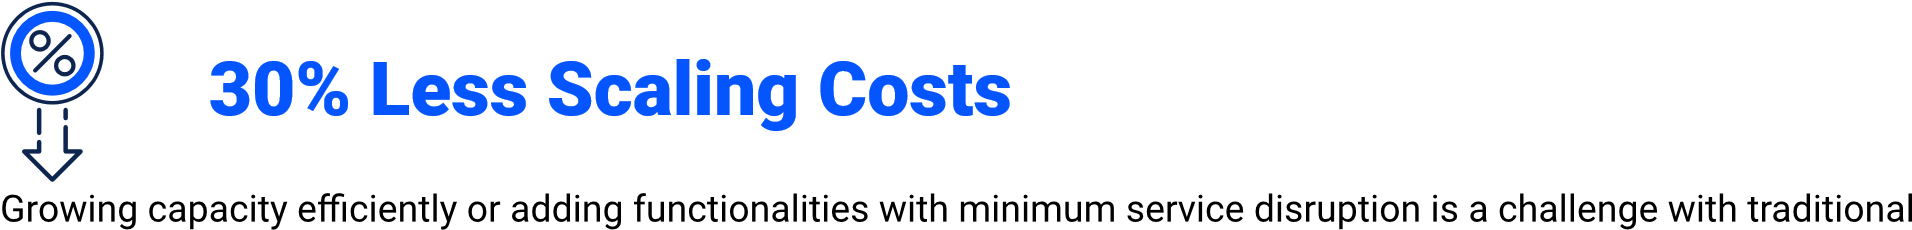 30% Less Scaling Costs
Growing capacity efficiently or adding functionalities with minimum service disruption is a challenge with traditional